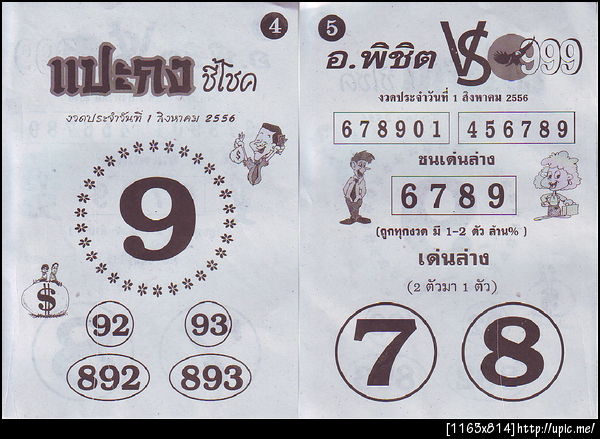 4
แปะกง ชี้โชค
งวดประจำวันที่ 1 สิงหาคม 2556
9
$
92 93
892 893
5
อ.พิชิต VS 999
งวดประจำวันที่ 1 สิงหาคม 2556
678901 456789
ชนเด่นล่าง
6789
(ถูกทุกงวด มี 1-2 ตัว ล้าน%)
เด่นล่าง
(2 ตัวมา 1 ตัว)
7 8
[1163x814]http://upic.me/